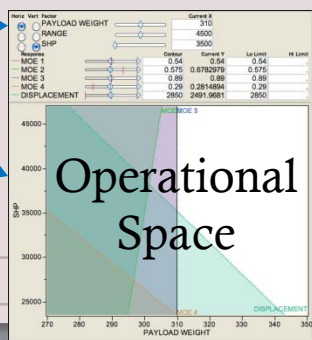 Horiz Vert Factor Current X
PAYLOAD WEIGHT 310
RANGE 4500
SHP 3500
Response Contour Current Y Lo Limit Hi Limit
MOE 1 0.54 0.54 0.54 .
MOE 2 0.575 0.6782979 0.575 .
MOE 3 0.89 0.89 0.89 .
MOE 4 0.29 0.2814894 0.29 .
DISPLACEMENT 2850 2491.9681 2850 .
MOE 3
45000
40000
35000
30000
25000
SHP
Operational
Space
DISPLACEMENT
MOE 4
270 280 290 300 310 320 330 340 350
PAYLOAD WEIGHT